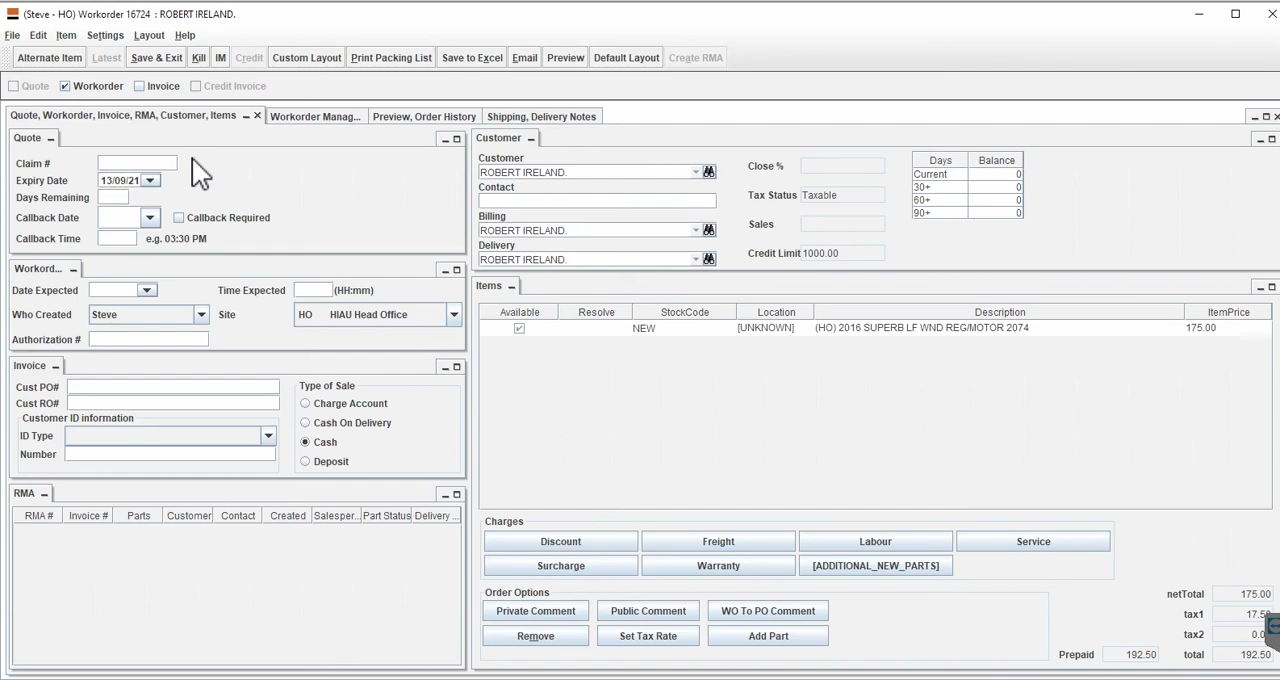 (Steve - HO) Workorder 16724 : ROBERT IRELAND.
File Edit Item Settings Layout Help
Alternate Item Latest Save & Exit Kill IM Credit Custom Layout Print Packing List Save to Excel Email Preview Default Layout Create RMA
Quote Workorder Invoice Credit Invoice
Quote, Workorder, Invoice, RMA, Customer, Items Workorder Manag... Preview, Order History Shipping, Delivery Notes
Quote
Claim #
Expiry Date 13/09/21
Days Remaining
Callback Date Callback Required
Callback Time e.g. 03:30 PM
Workord...
Date Expected Time Expected (HH:mm)
Who Created Steve Site HO HIAU Head Office
Authorization #
Invoice
Cust PO#
Cust RO#
Customer ID information
ID Type
Number
Type of Sale
Charge Account
Cash On Delivery
Cash
Deposit
RMA
RMA # Invoice # Parts Customer Contact Created Salesper... Part Status Delivery ...
Customer
Customer
ROBERT IRELAND.
Contact
Billing
ROBERT IRELAND.
Delivery
ROBERT IRELAND.
Close %
Tax Status Taxable
Sales
Credit Limit 1000.00
Days Balance
Current 0
30+ 0
60+ 0
90+ 0
Items
Available Resolve StockCode Location Description ItemPrice
NEW [UNKNOWN] (HO) 2016 SUPERB LF WND REG/MOTOR 2074 175.00
Charges
Discount Freight Labour Service
Surcharge Warranty [ADDITIONAL_NEW_PARTS]
Order Options
Private Comment Public Comment WO To PO Comment
Remove Set Tax Rate Add Part
netTotal 175.00
tax1 17.5
tax2 0.0
Prepaid 192.50 total 192.50